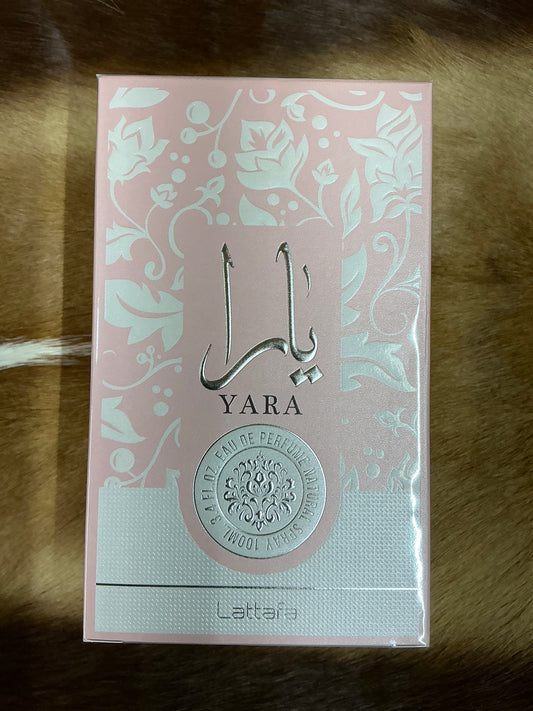 يارا
YARA
EAU DE PERFUME NATURAL SPRAY 100ML 3.4 FL.OZ.
Lattafa